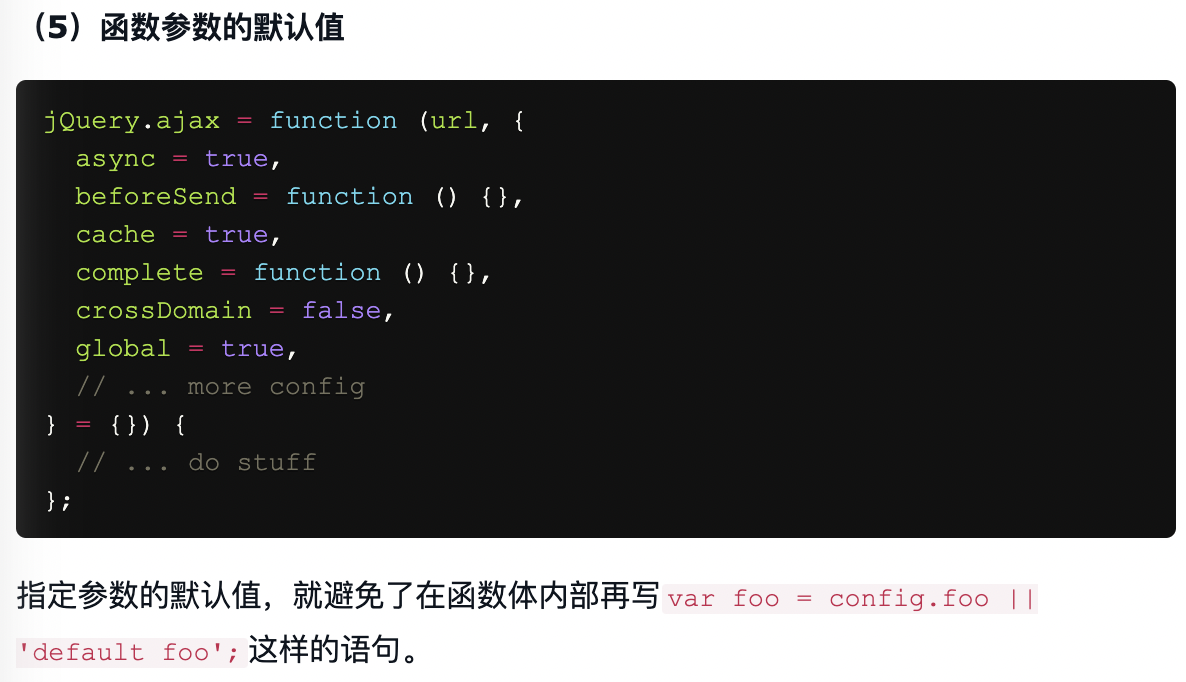 （5）函数参数的默认值
jQuery.ajax = function (url, {
  async = true,
  beforeSend = function () {},
  cache = true,
  complete = function () {},
  crossDomain = false,
  global = true,
  // ... more config
} = {}) {
  // ... do stuff
};
指定参数的默认值，就避免了在函数体内部再写var foo = config.foo ||
'default foo';这样的语句。